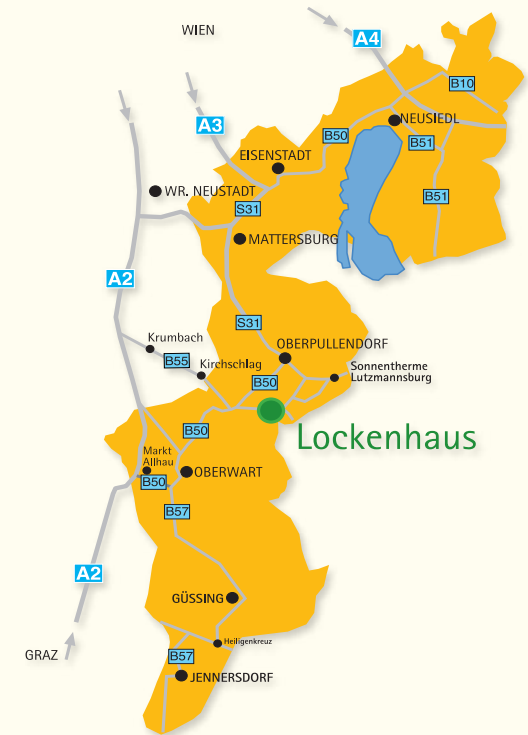 WIEN
A4
B10
A3
NEUSIEDL
B50
B51
EISENSTADT
WR. NEUSTADT
B51
S31
MATTERSBURG
A2
S31
Krumbach
OBERPULLENDORF
B55
Kirchschlag
Sonnentherme
Lutzmannsburg
B50
Lockenhaus
B50
Markt
Allhau
OBERWART
B50
B57
A2
GÜSSING
Heiligenkreuz
GRAZ
B57
JENNERSDORF